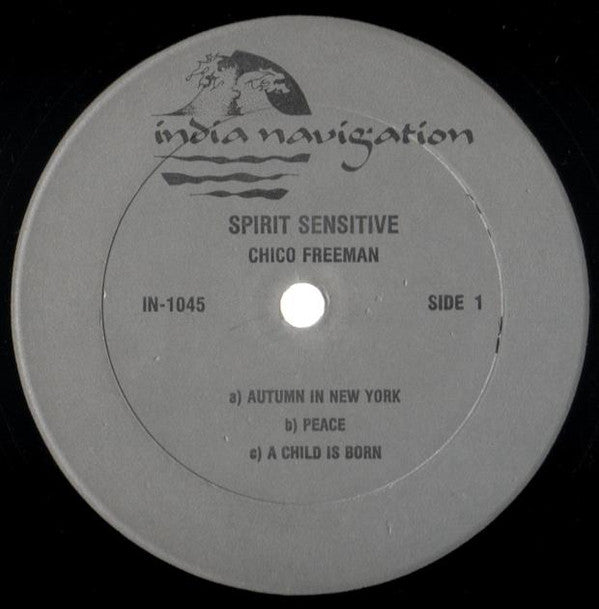 india navigation
SPIRIT SENSITIVE
CHICO FREEMAN
IN-1045
SIDE 1
a) AUTUMN IN NEW YORK
b) PEACE
c) A CHILD IS BORN